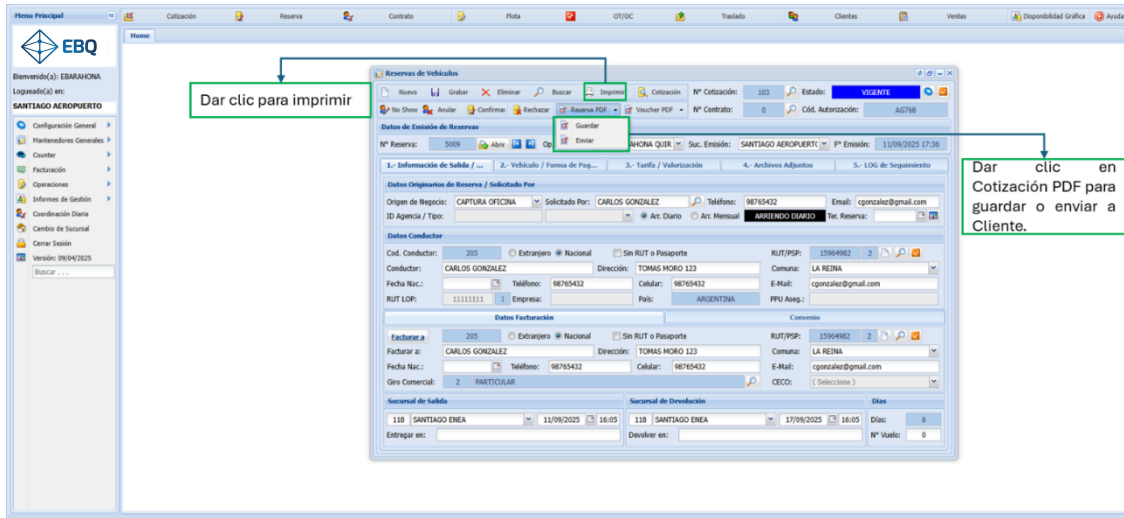 Menu Principal
Cotización Reserva Contrato Flota OT/OC Traslado Clientes Ventas Disponibilidad Gráfica Ayuda
Home
EBQ
Bienvenido(a): EBARAHONA
Logueado(a) en:
SANTIAGO AEROPUERTO
Configuración General
Mantenedores Generales
Counter
Facturación
Operaciones
Informes de Gestión
Coordinación Diaria
Cambio de Sucursal
Cerrar Sesión
Versión: 09/04/2025
Buscar . . .
Dar clic para imprimir
Reservas de Vehículos
Nuevo Grabar Eliminar Buscar Imprimir Cotización Nº Cotización: 103 Estado: VIGENTE
No Show Anular Confirmar Rechazar Reserva PDF Voucher PDF Nº Contrato: 0 Cód. Autorización: AG768
Guardar
Enviar
Datos de Emisión de Reservas
Nº Reserva: 5009 Abrir Op AHONA QUIR Suc. Emisión: SANTIAGO AEROPUERTO Fº Emisión: 11/09/2025 17:36
1.- Información de Salida / ... 2.- Vehículo / Forma de Pag... 3.- Tarifa / Valorización 4.- Archivos Adjuntos 5.- LOG de Seguimiento
Datos Originarios de Reserva / Solicitado Por
Origen de Negocio: CAPTURA OFICINA Solicitado Por: CARLOS GONZALEZ Teléfono: 98765432 Email: cgonzalez@gmail.com
ID Agencia / Tipo: Arr. Diario Arr. Mensual ARRIENDO DIARIO Ter. Reserva:
Datos Conductor
Cod. Conductor: 205 Extranjero Nacional Sin RUT o Pasaporte RUT/PSP: 15964982 2
Conductor: CARLOS GONZALEZ Dirección: TOMAS MORO 123 Comuna: LA REINA
Fecha Nac.: Teléfono: 98765432 Celular: 98765432 E-Mail: cgonzalez@gmail.com
RUT LOP: 11111111 1 Empresa: País: ARGENTINA PPU Aseg.:
Datos Facturación Convenio
Facturar a 205 Extranjero Nacional Sin RUT o Pasaporte RUT/PSP: 15964982 2
Facturar a: CARLOS GONZALEZ Dirección: TOMAS MORO 123 Comuna: LA REINA
Fecha Nac.: Teléfono: 98765432 Celular: 98765432 E-Mail: cgonzalez@gmail.com
Giro Comercial: 2 PARTICULAR CECO: ( Seleccione )
Sucursal de Salida Sucursal de Devolución Días
118 SANTIAGO ENEA 11/09/2025 16:05 118 SANTIAGO ENEA 17/09/2025 16:05 Días: 6
Entregar en: Devolver en: Nº Vuelo: 0
Dar clic en
Cotización PDF para
guardar o enviar a
Cliente.